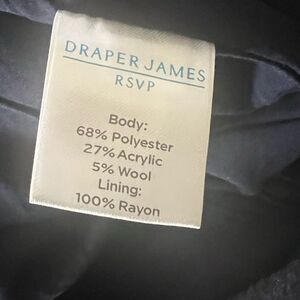 DRAPER JAMES
RSVP
Body:
68% Polyester
27% Acrylic
5% Wool
Lining:
100% Rayon